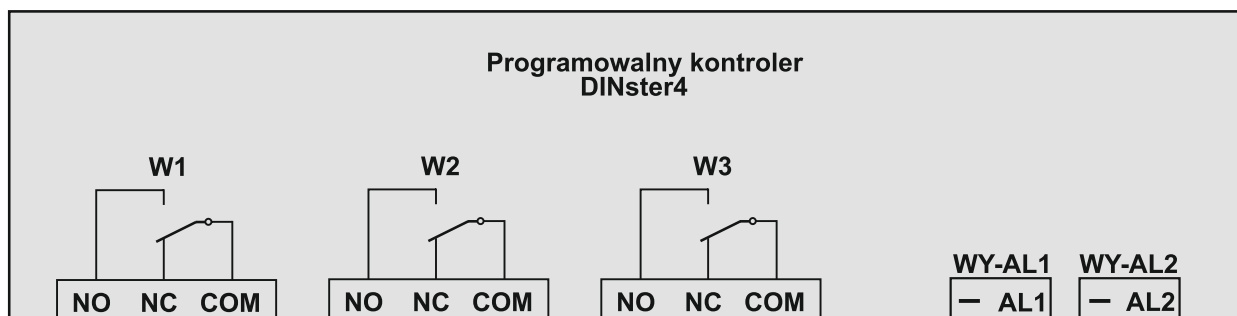 Programowalny kontroler
DINster4
W1 W2 W3
WY-AL1 WY-AL2
NO NC COM NO NC COM NO NC COM — AL1 — AL2